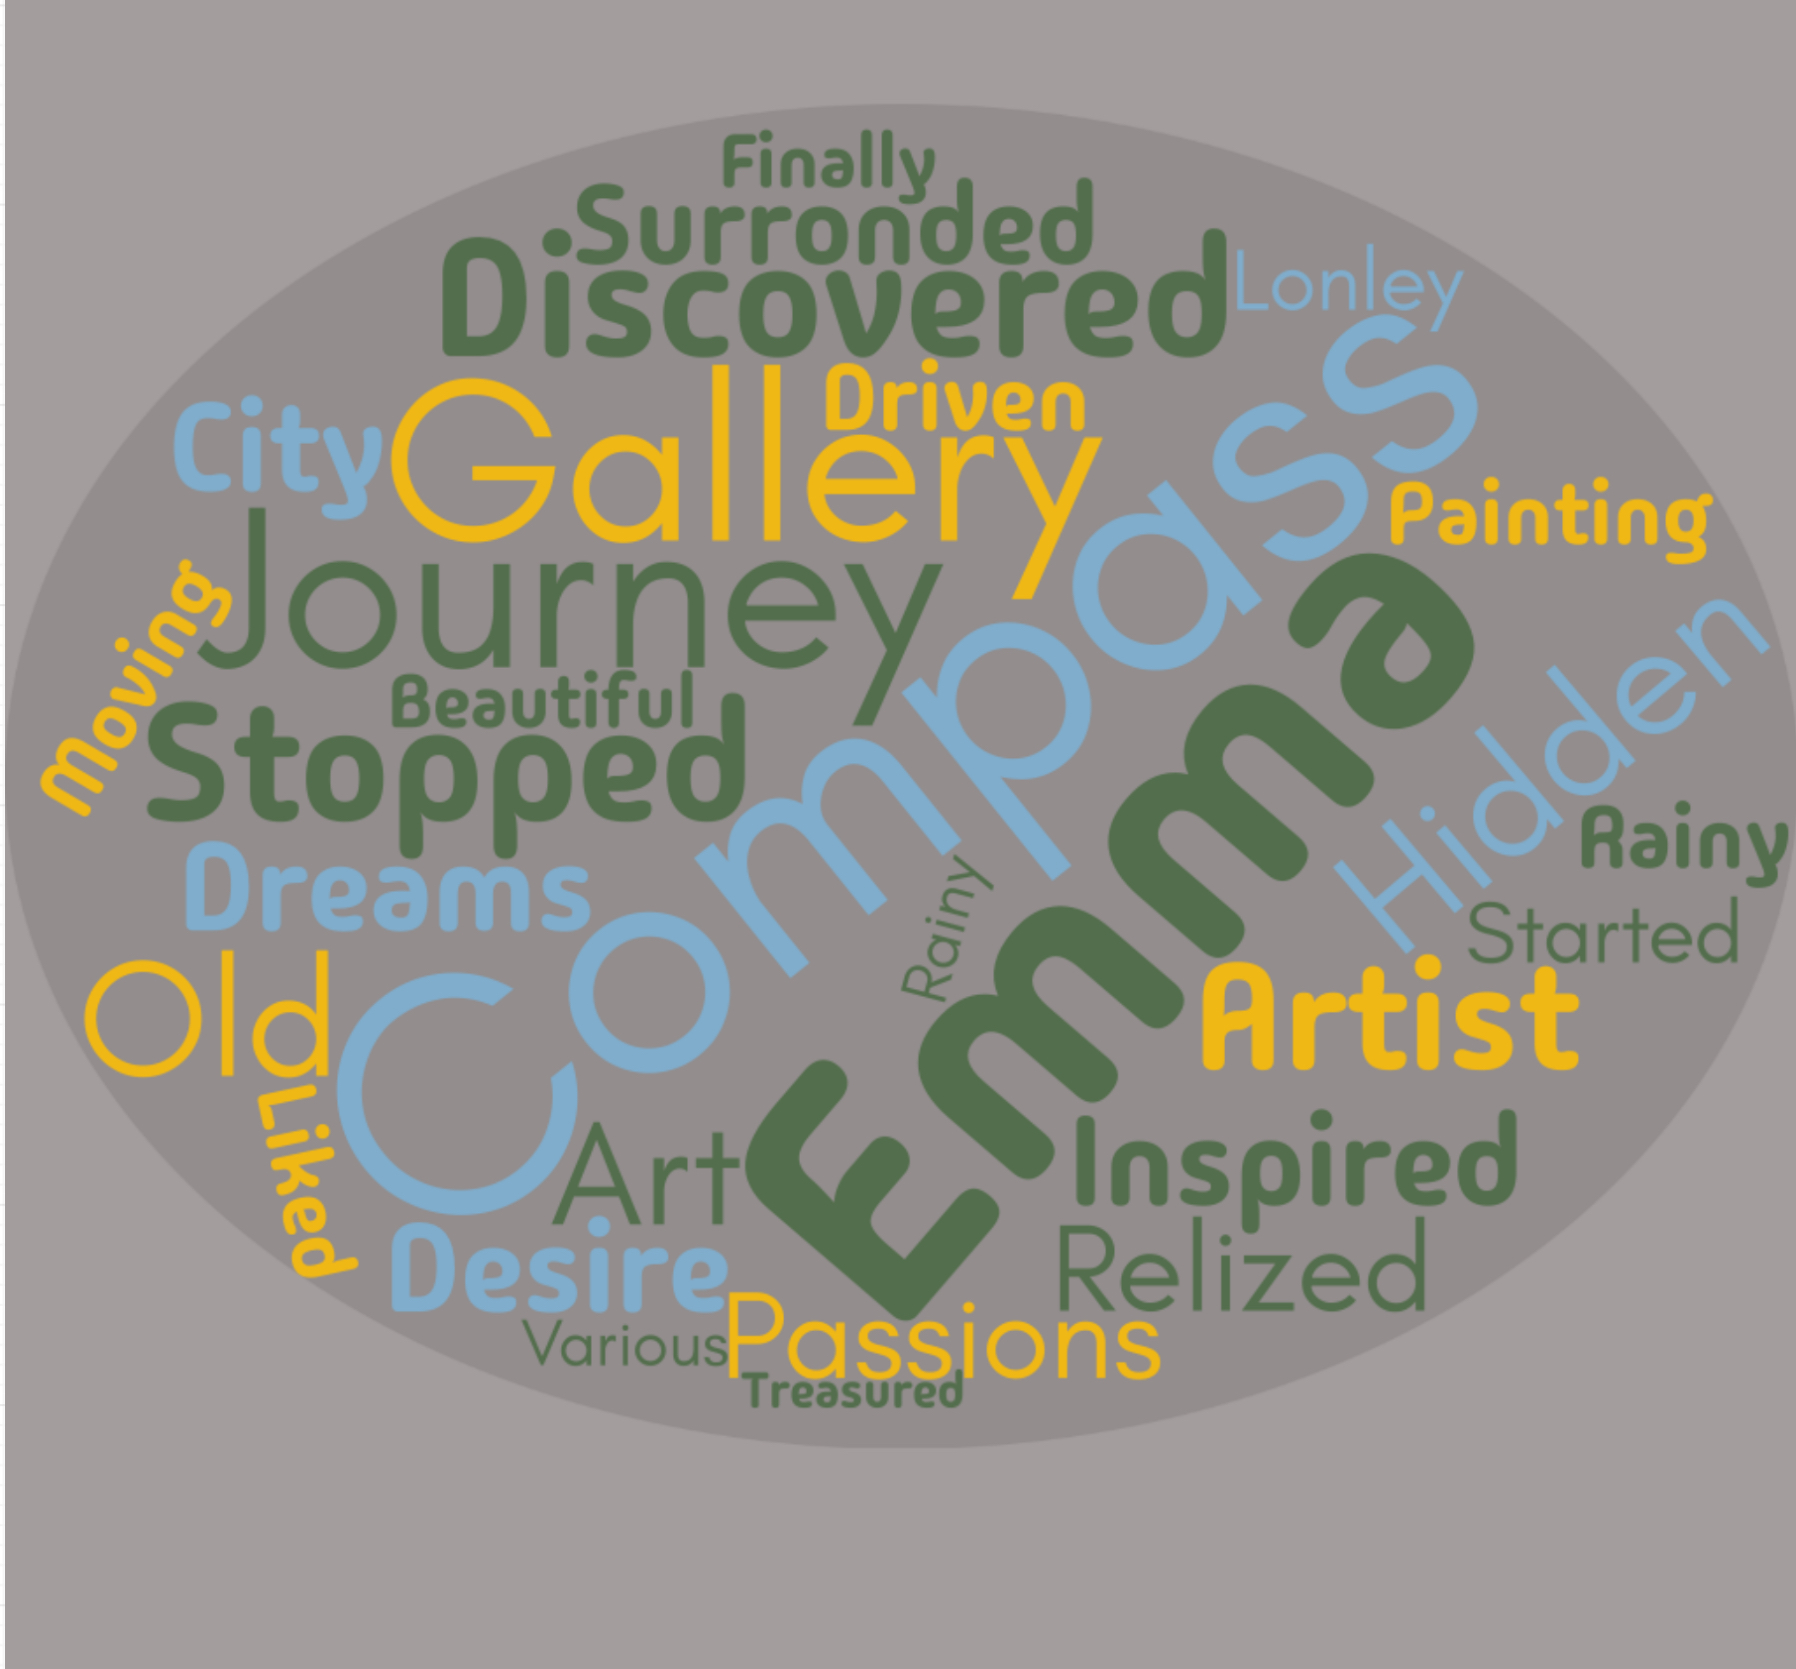 Finally
Surronded
Discovered
Lonley
Driven
City
Gallery
Compass
Painting
Journey
Moving
Beautiful
Stopped
Emma
Hidden
Rainy
Dreams
Rainy
Started
Old
Artist
Liked
Art
Inspired
Desire
Relized
Various
Passions
Treasured